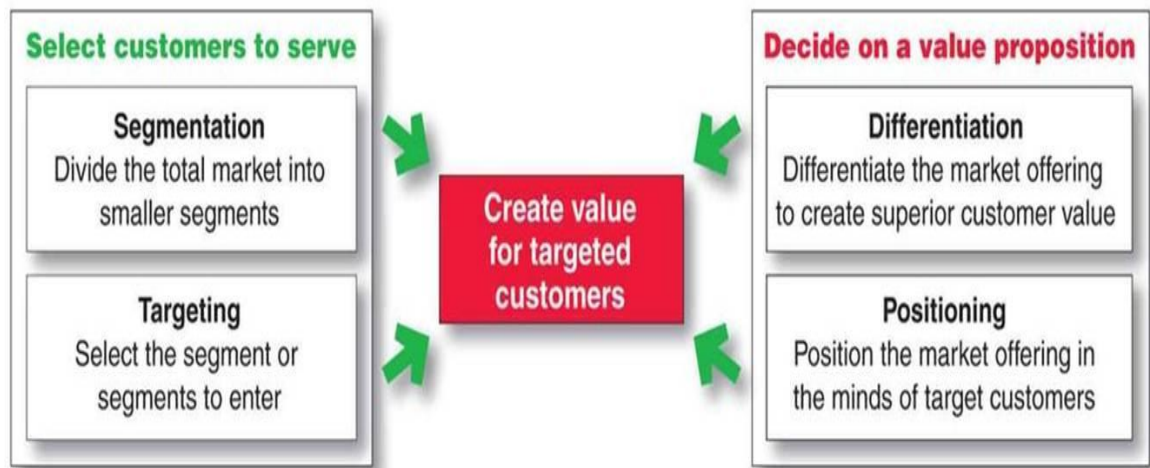 Select customers to serve
Segmentation
Divide the total market into
smaller segments
Targeting
Select the segment or
segments to enter
Create value
for targeted
customers
Decide on a value proposition
Differentiation
Differentiate the market offering
to create superior customer value
Positioning
Position the market offering in
the minds of target customers